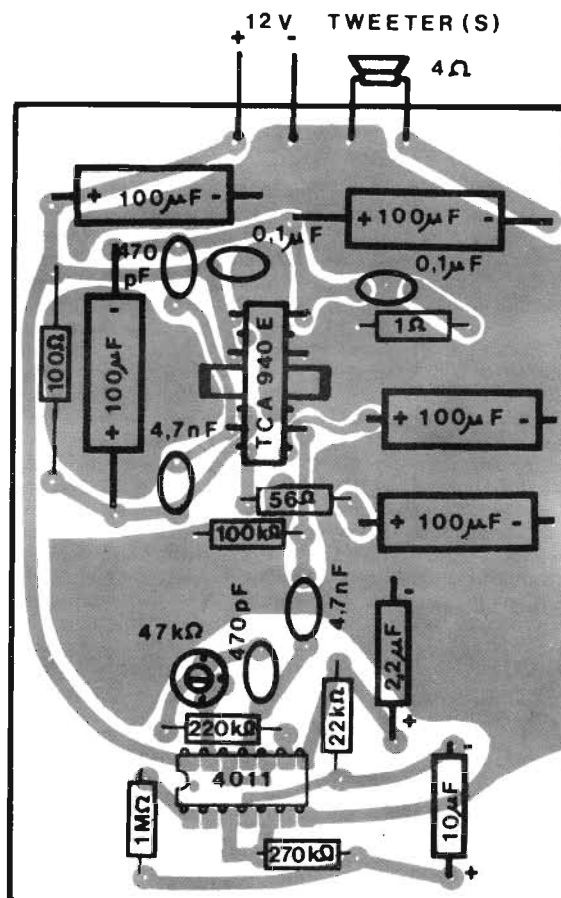 + 12V - TWEETER (S)
4Ω
+ 100µF -
+ 100µF -
470 pF
0,1µF
0,1µF
1Ω
100Ω
- 100µF +
TCA 940 E
4,7nF
+ 100µF -
56Ω
+ 100µF -
100kΩ
4,7nF
470pF
47kΩ
- 2,2µF +
22kΩ
220kΩ
4011
1MΩ
- 10µF +
270kΩ